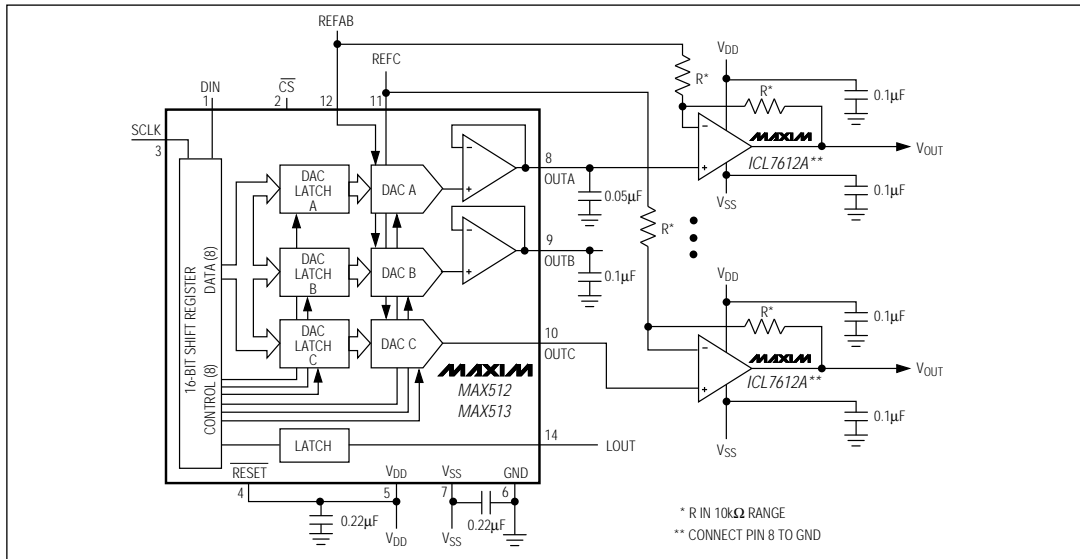 REFAB
REFC
DIN
1
CS
2
12
11
SCLK
3
R*
VDD
0.1µF
R*
MAXIM
ICL7612A**
VOUT
0.1µF
VSS
DAC LATCH A
DAC A
8
OUTA
0.05µF
R*
DAC LATCH B
DAC B
9
OUTB
0.1µF
DATA (8)
16-BIT SHIFT REGISTER
CONTROL (8)
DAC LATCH C
DAC C
10
OUTC
MAXIM
MAX512
MAX513
VDD
0.1µF
R*
MAXIM
ICL7612A**
VOUT
0.1µF
VSS
LATCH
14
LOUT
RESET
4
VDD
5
VSS
7
GND
6
0.22µF
VDD
VSS
0.22µF
* R IN 10kΩ RANGE
** CONNECT PIN 8 TO GND